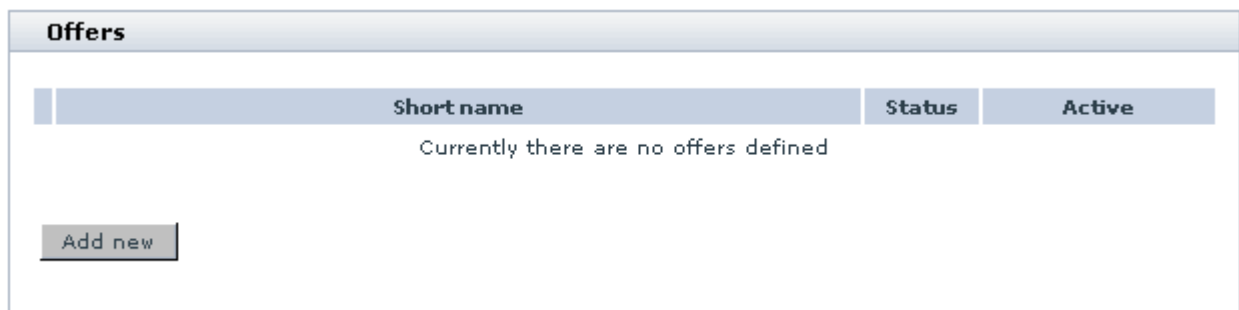 Offers
Short name Status Active
Currently there are no offers defined
Add new